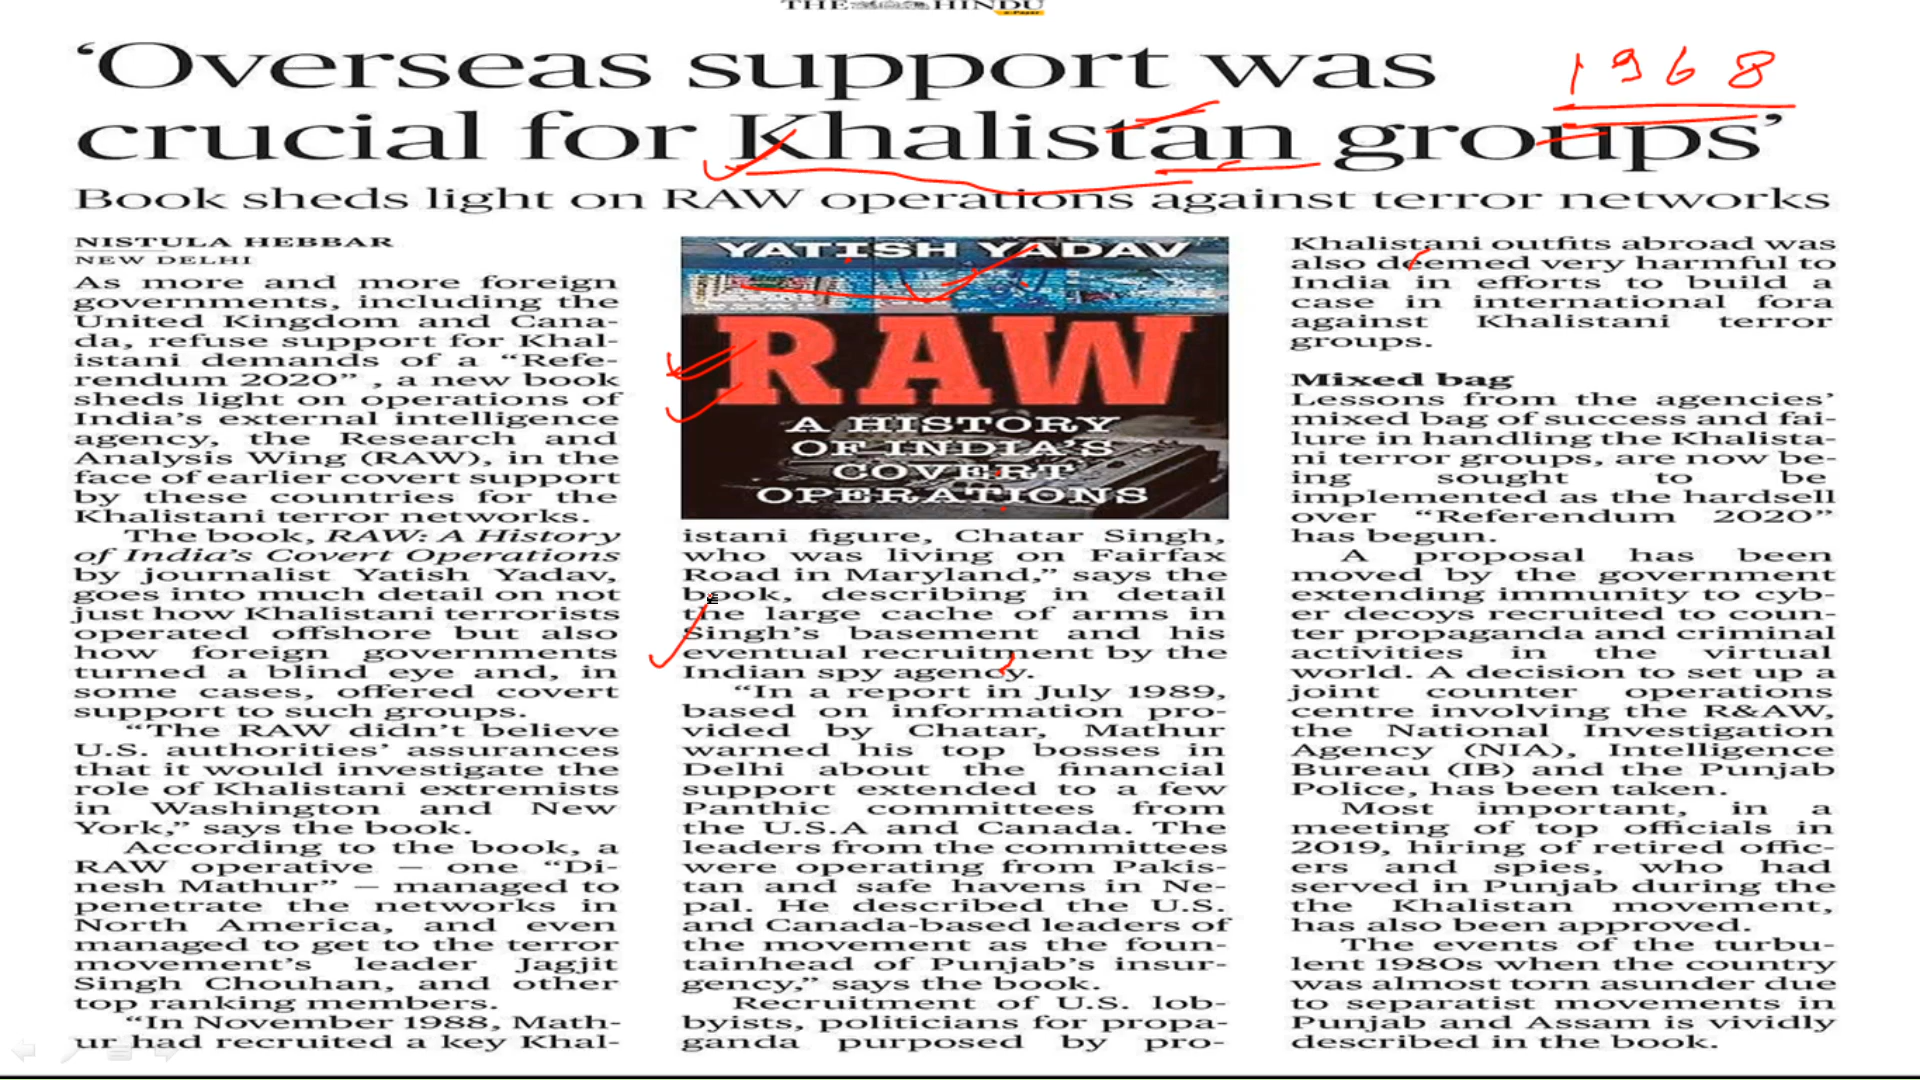 THE HINDU
e-Paper
‘Overseas support was
crucial for Khalistan groups’
1968
Book sheds light on RAW operations against terror networks
NISTULA HEBBAR
NEW DELHI
As more and more foreign
governments, including the
United Kingdom and Cana-
da, refuse support for Khal-
istani demands of a “Refe-
rendum 2020” , a new book
sheds light on operations of
India’s external intelligence
agency, the Research and
Analysis Wing (RAW), in the
face of earlier covert support
by these countries for the
Khalistani terror networks.
The book, RAW: A History
of India’s Covert Operations
by journalist Yatish Yadav,
goes into much detail on not
just how Khalistani terrorists
operated offshore but also
how foreign governments
turned a blind eye and, in
some cases, offered covert
support to such groups.
“The RAW didn’t believe
U.S. authorities’ assurances
that it would investigate the
role of Khalistani extremists
in Washington and New
York,” says the book.
According to the book, a
RAW operative — one “Di-
nesh Mathur” — managed to
penetrate the networks in
North America, and even
managed to get to the terror
movement’s leader Jagjit
Singh Chouhan, and other
top ranking members.
“In November 1988, Math-
ur had recruited a key Khal-
YATISH YADAV
RAW
A HISTORY
OF INDIA’S
COVERT
OPERATIONS
istani figure, Chatar Singh,
who was living on Fairfax
Road in Maryland,” says the
book, describing in detail
the large cache of arms in
Singh’s basement and his
eventual recruitment by the
Indian spy agency.
“In a report in July 1989,
based on information pro-
vided by Chatar, Mathur
warned his top bosses in
Delhi about the financial
support extended to a few
Panthic committees from
the U.S.A and Canada. The
leaders from the committees
were operating from Pakis-
tan and safe havens in Ne-
pal. He described the U.S.
and Canada-based leaders of
the movement as the foun-
tainhead of Punjab’s insur-
gency,” says the book.
Recruitment of U.S. lob-
byists, politicians for propa-
ganda purposed by pro-
Khalistani outfits abroad was
also deemed very harmful to
India in efforts to build a
case in international fora
against Khalistani terror
groups.
Mixed bag
Lessons from the agencies’
mixed bag of success and fai-
lure in handling the Khalista-
ni terror groups, are now be-
ing sought to be
implemented as the hardsell
over “Referendum 2020”
has begun.
A proposal has been
moved by the government
extending immunity to cyb-
er decoys recruited to coun-
ter propaganda and criminal
activities in the virtual
world. A decision to set up a
joint counter operations
centre involving the R&AW,
the National Investigation
Agency (NIA), Intelligence
Bureau (IB) and the Punjab
Police, has been taken.
Most important, in a
meeting of top officials in
2019, hiring of retired offic-
ers and spies, who had
served in Punjab during the
the Khalistan movement,
has also been approved.
The events of the turbu-
lent 1980s when the country
was almost torn asunder due
to separatist movements in
Punjab and Assam is vividly
described in the book.